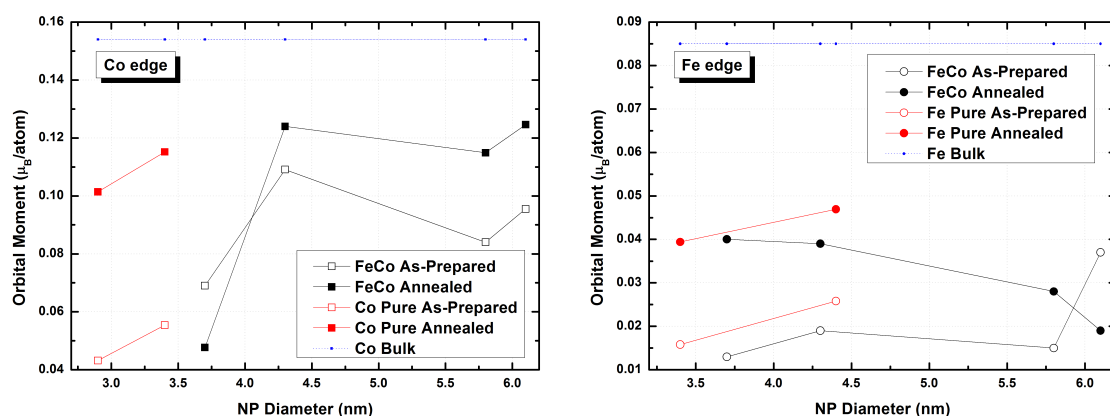 0.16
0.14
0.12
0.10
0.08
0.06
0.04
Orbital Moment (μB/atom)
Co edge
FeCo As-Prepared
FeCo Annealed
Co Pure As-Prepared
Co Pure Annealed
Co Bulk
3.0 3.5 4.0 4.5 5.0 5.5 6.0
NP Diameter (nm)
0.09
0.08
0.07
0.06
0.05
0.04
0.03
0.02
0.01
0.00
Orbital Moment (μB/atom)
Fe edge
FeCo As-Prepared
FeCo Annealed
Fe Pure As-Prepared
Fe Pure Annealed
Fe Bulk
3.5 4.0 4.5 5.0 5.5 6.0
NP Diameter (nm)